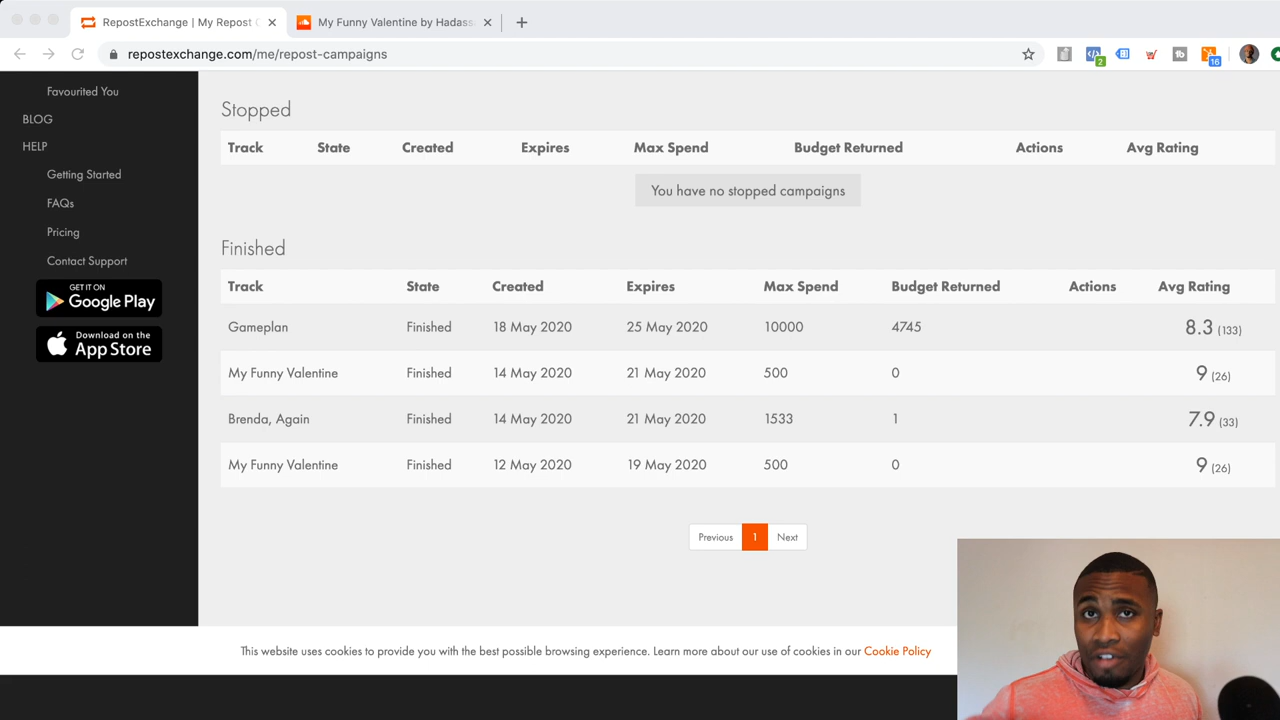 RepostExchange | My Repost C
My Funny Valentine by Hadass
repostexchange.com/me/repost-campaigns
2
16
Favourited You
BLOG
HELP
Getting Started
FAQs
Pricing
Contact Support
GET IT ON
Google Play
Download on the
App Store
Stopped
Track State Created Expires Max Spend Budget Returned Actions Avg Rating
You have no stopped campaigns
Finished
Track State Created Expires Max Spend Budget Returned Actions Avg Rating
Gameplan Finished 18 May 2020 25 May 2020 10000 4745 8.3 (133)
My Funny Valentine Finished 14 May 2020 21 May 2020 500 0 9 (26)
Brenda, Again Finished 14 May 2020 21 May 2020 1533 1 7.9 (33)
My Funny Valentine Finished 12 May 2020 19 May 2020 500 0 9 (26)
Previous 1 Next
This website uses cookies to provide you with the best possible browsing experience. Learn more about our use of cookies in our Cookie Policy